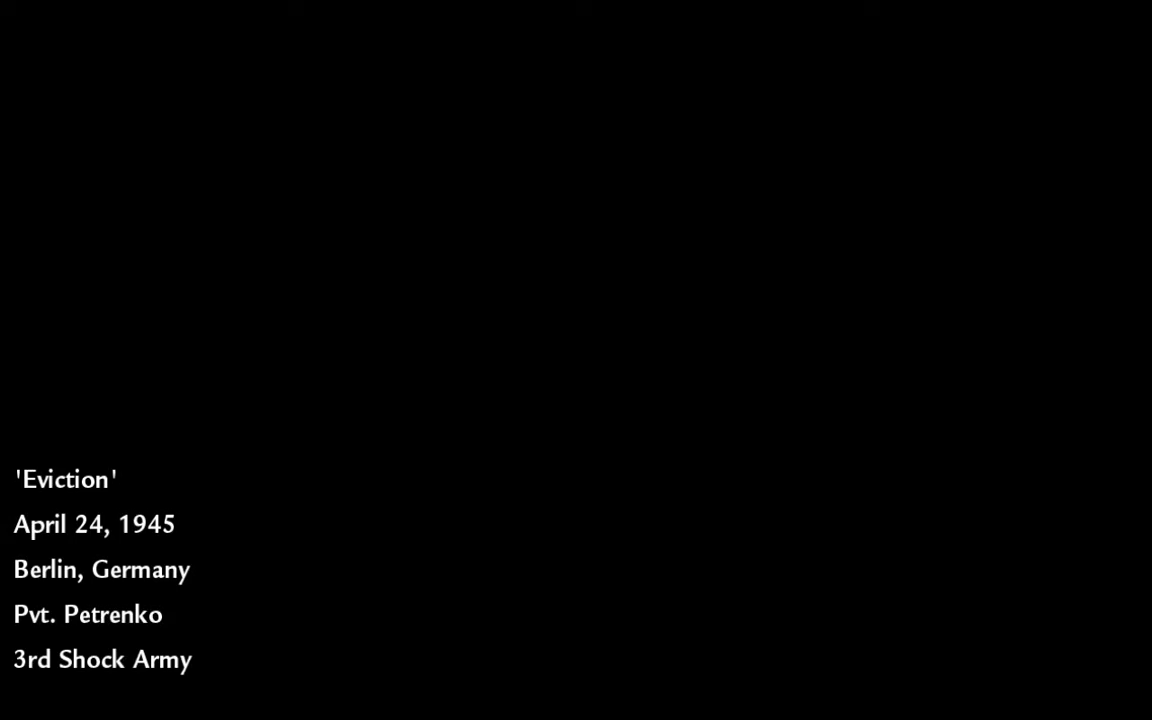 'Eviction'
April 24, 1945
Berlin, Germany
Pvt. Petrenko
3rd Shock Army